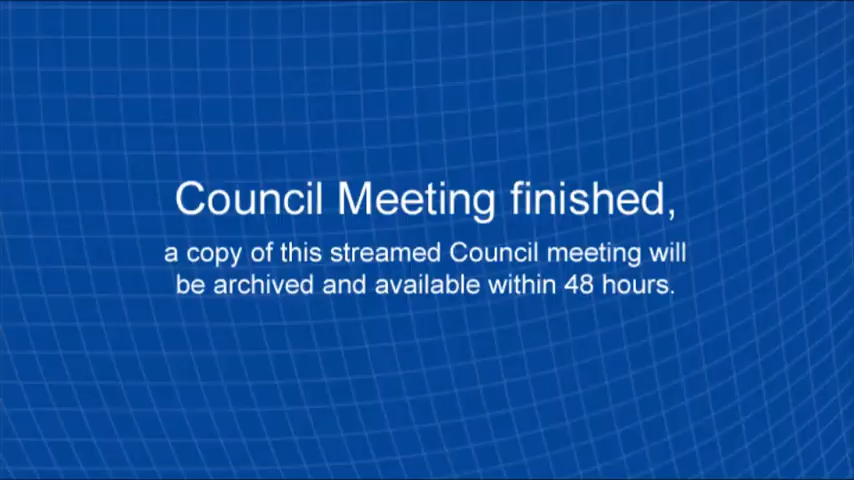 Council Meeting finished,
a copy of this streamed Council meeting will
be archived and available within 48 hours.